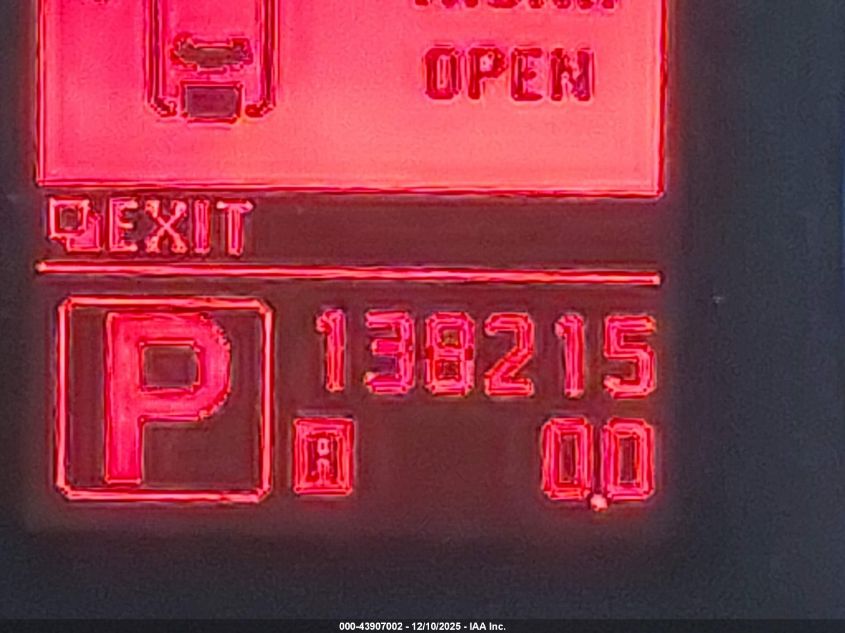 OPEN
EXIT
P
138215
A 0.0
000-43907002 - 12/10/2025 - IAA Inc.